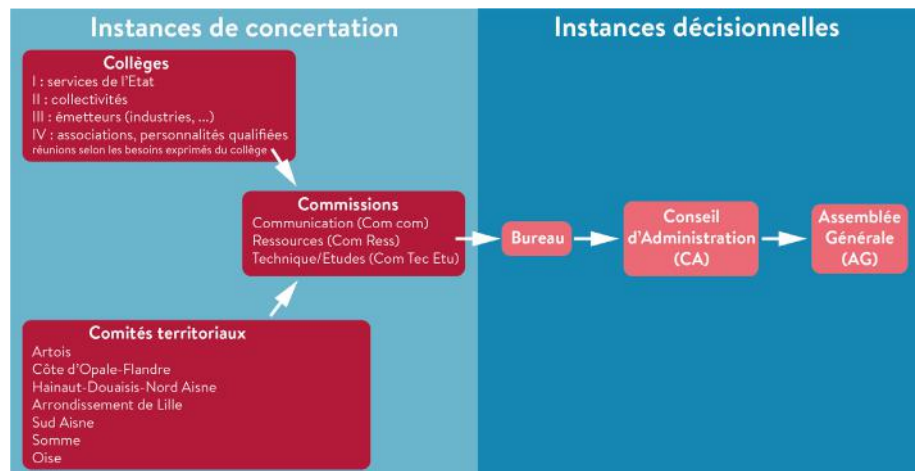 Instances de concertation
Collèges
I : services de l'Etat
II : collectivités
III : émetteurs (industries, ...)
IV : associations, personnalités qualifiées
réunions selon les besoins exprimés du collège
Commissions
Communication (Com com)
Ressources (Com Ress)
Technique/Etudes (Com Tec Etu)
Comités territoriaux
Artois
Côte d'Opale-Flandre
Hainaut-Douaisis-Nord Aisne
Arrondissement de Lille
Sud Aisne
Somme
Oise
Instances décisionnelles
Bureau
Conseil
d'Administration
(CA)
Assemblée
Générale
(AG)